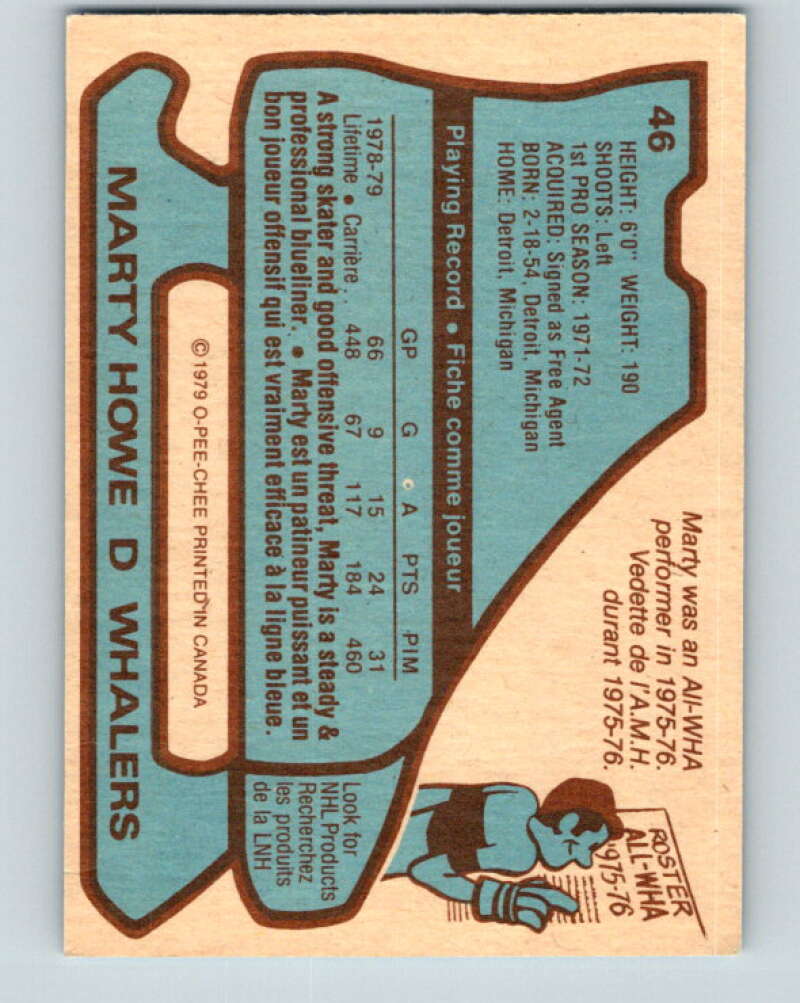 46
HEIGHT: 6'0" WEIGHT: 190
SHOOTS: Left
1st PRO SEASON: 1971-72
ACQUIRED: Signed as Free Agent
BORN: 2-18-54, Detroit, Michigan
HOME: Detroit, Michigan
Marty was an All-WHA
performer in 1975-76.
Vedette de l'A.M.H.
durant 1975-76.
ROSTER
ALL-WHA
1975-76
Playing Record • Fiche comme joueur
GP G A PTS PIM
1978-79 66 9 15 24 31
Lifetime • Carrière . . 448 67 117 184 460
A strong skater and good offensive threat, Marty is a steady &
professional blueliner. • Marty est un patineur puissant et un
bon joueur offensif qui est vraiment efficace à la ligne bleue.
Look for
NHL Products
Recherchez
les produits
de la LNH
©1979 O-PEE-CHEE PRINTED IN CANADA
MARTY HOWE D WHALERS